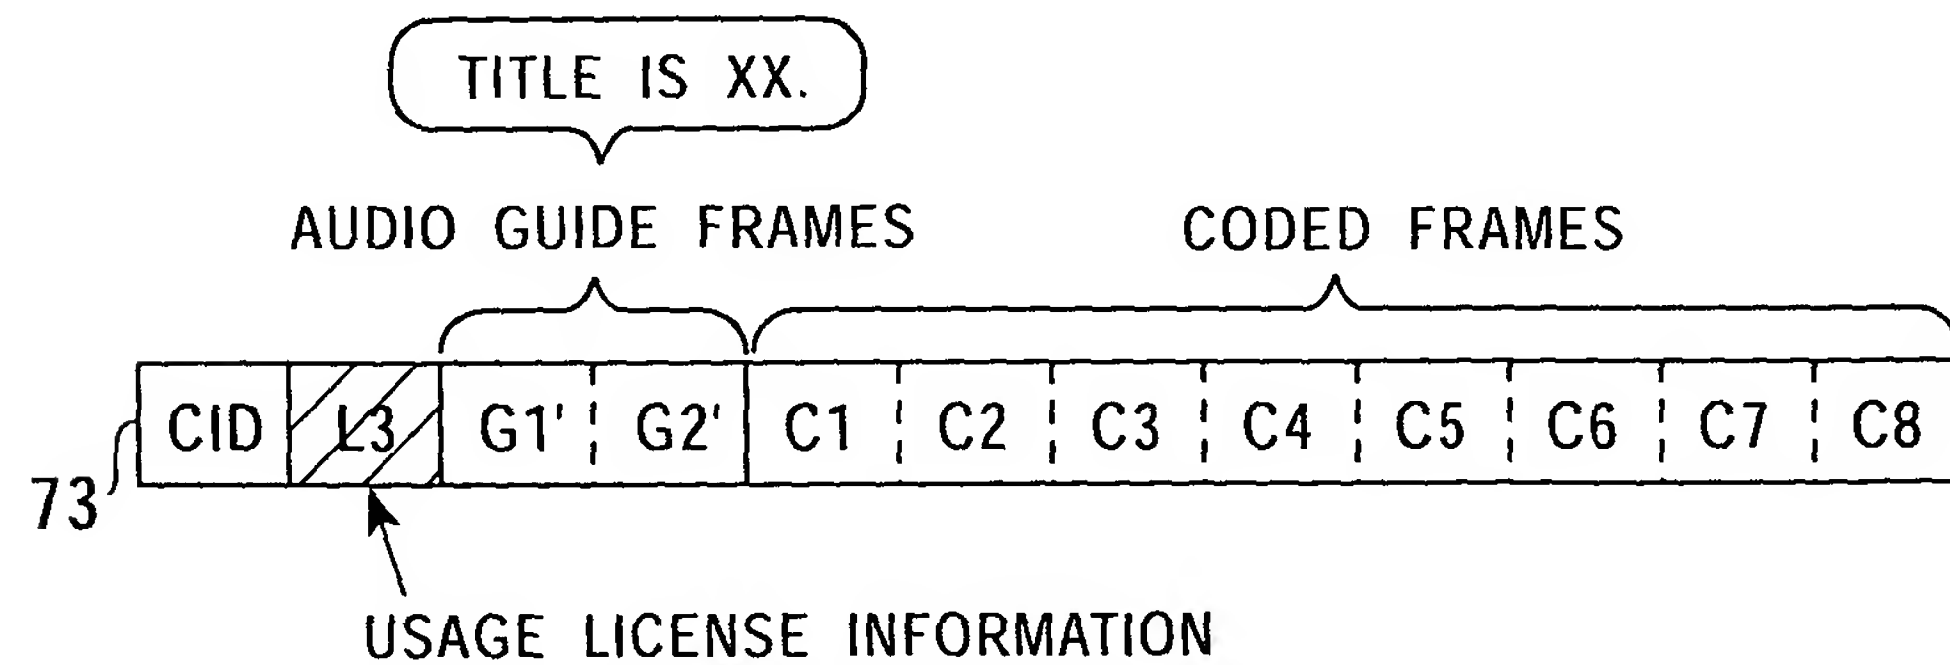 TITLE IS XX.
AUDIO GUIDE FRAMES
CODED FRAMES
CID L3 G1' G2' C1 C2 C3 C4 C5 C6 C7 C8
73
USAGE LICENSE INFORMATION